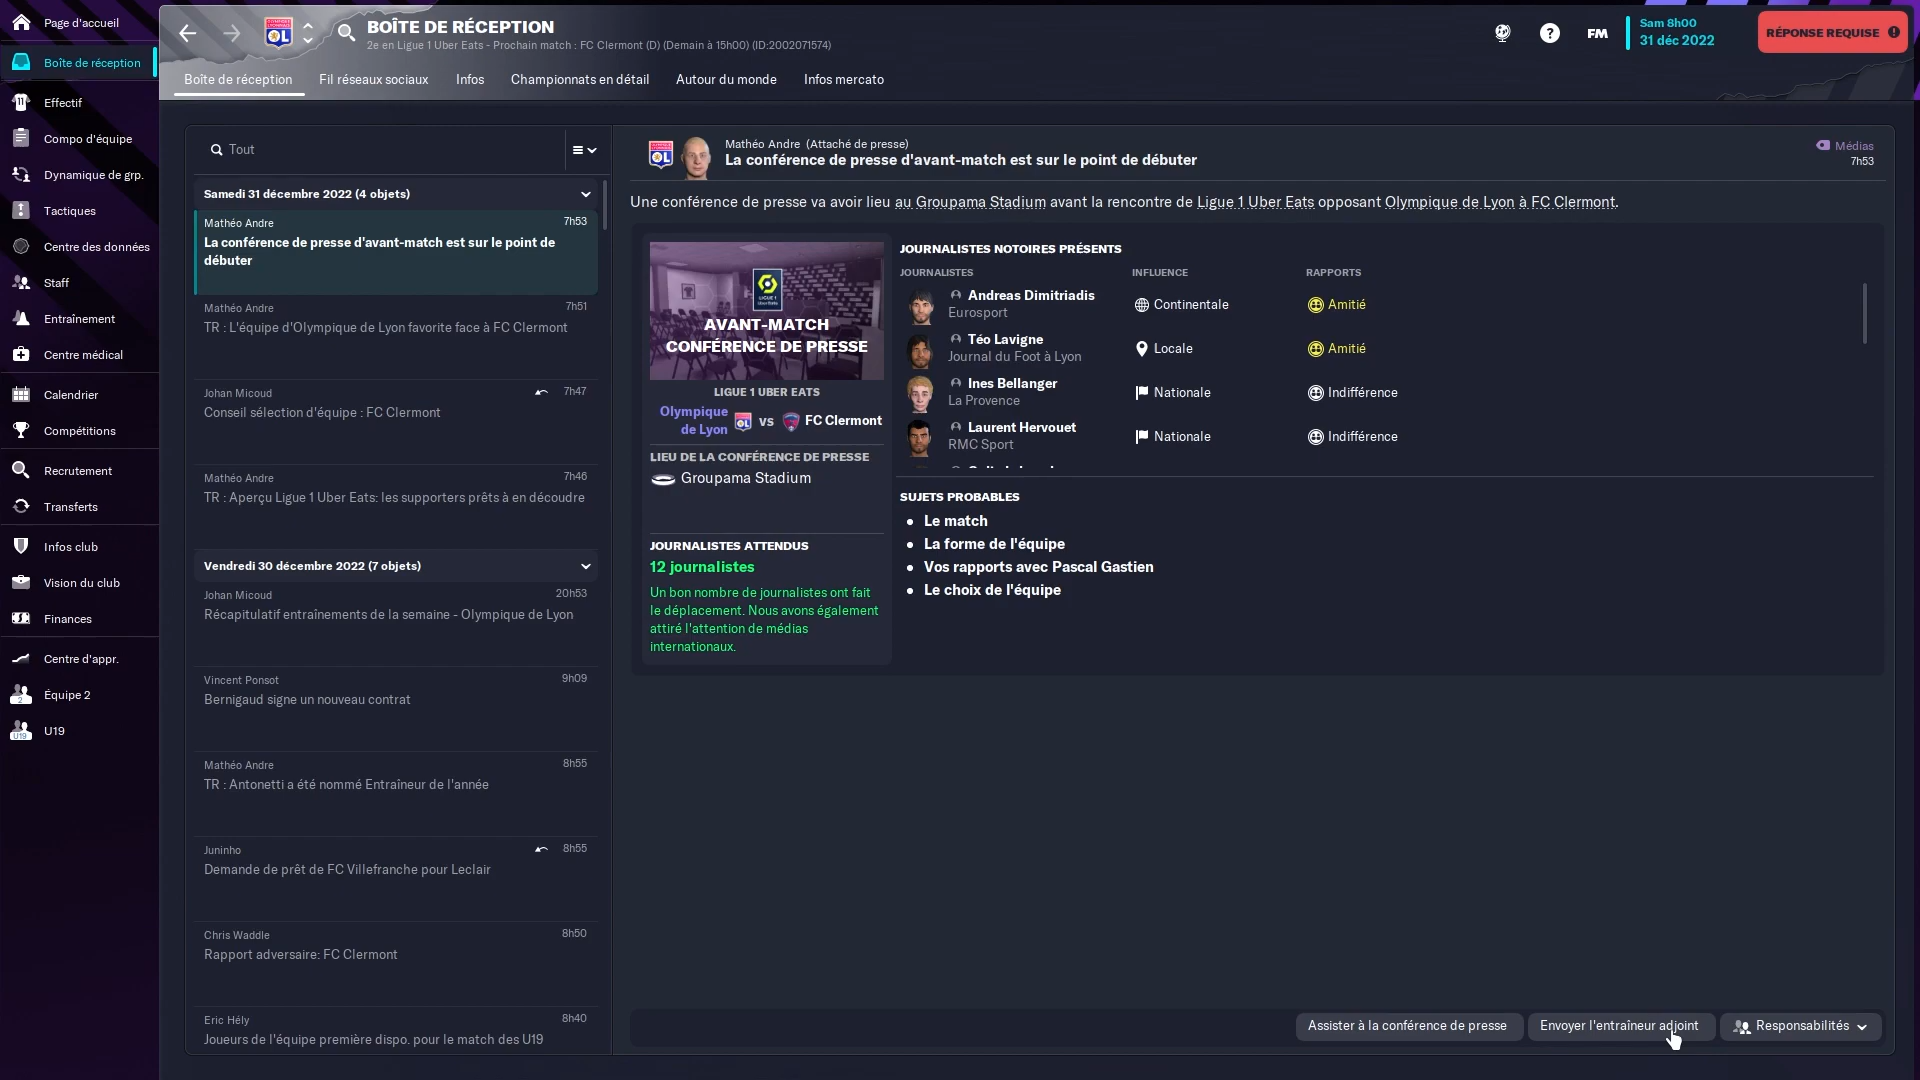 Page d'accueil
Boîte de réception
Effectif
Compo d'équipe
Dynamique de grp.
Tactiques
Centre des données
Staff
Entraînement
Centre médical
Calendrier
Compétitions
Recrutement
Transferts
Infos club
Vision du club
Finances
Centre d'appr.
Équipe 2
U19
BOÎTE DE RÉCEPTION
2e en Ligue 1 Uber Eats - Prochain match : FC Clermont (D) (Demain à 15h00) (ID:2002071574)
FM
Sam 8h00
31 déc 2022
RÉPONSE REQUISE
Boîte de réception
Fil réseaux sociaux
Infos
Championnats en détail
Autour du monde
Infos mercato
Tout
Samedi 31 décembre 2022 (4 objets)
Mathéo Andre 7h53
La conférence de presse d'avant-match est sur le point de
débuter
Mathéo Andre 7h51
TR : L'équipe d'Olympique de Lyon favorite face à FC Clermont
Johan Micoud 7h47
Conseil sélection d'équipe : FC Clermont
Mathéo Andre 7h46
TR : Aperçu Ligue 1 Uber Eats: les supporters prêts à en découdre
Vendredi 30 décembre 2022 (7 objets)
Johan Micoud 20h53
Récapitulatif entraînements de la semaine - Olympique de Lyon
Vincent Ponsot 9h09
Bernigaud signe un nouveau contrat
Mathéo Andre 8h55
TR : Antonetti a été nommé Entraîneur de l'année
Juninho 8h55
Demande de prêt de FC Villefranche pour Leclair
Chris Waddle 8h50
Rapport adversaire: FC Clermont
Eric Hély 8h40
Joueurs de l'équipe première dispo. pour le match des U19
Mathéo Andre (Attaché de presse)
La conférence de presse d'avant-match est sur le point de débuter
Médias
7h53
Une conférence de presse va avoir lieu au Groupama Stadium avant la rencontre de Ligue 1 Uber Eats opposant Olympique de Lyon à FC Clermont.
LIGUE 1
Uber Eats
AVANT-MATCH
CONFÉRENCE DE PRESSE
LIGUE 1 UBER EATS
Olympique
de Lyon
OL
vs
FC Clermont
LIEU DE LA CONFÉRENCE DE PRESSE
Groupama Stadium
JOURNALISTES ATTENDUS
12 journalistes
Un bon nombre de journalistes ont fait
le déplacement. Nous avons également
attiré l'attention de médias
internationaux.
JOURNALISTES NOTOIRES PRÉSENTS
JOURNALISTES INFLUENCE RAPPORTS
Andreas Dimitriadis
Eurosport
Continentale
Amitié
Téo Lavigne
Journal du Foot à Lyon
Locale
Amitié
Ines Bellanger
La Provence
Nationale
Indifférence
Laurent Hervouet
RMC Sport
Nationale
Indifférence
SUJETS PROBABLES
• Le match
• La forme de l'équipe
• Vos rapports avec Pascal Gastien
• Le choix de l'équipe
Assister à la conférence de presse
Envoyer l'entraîneur adjoint
Responsabilités